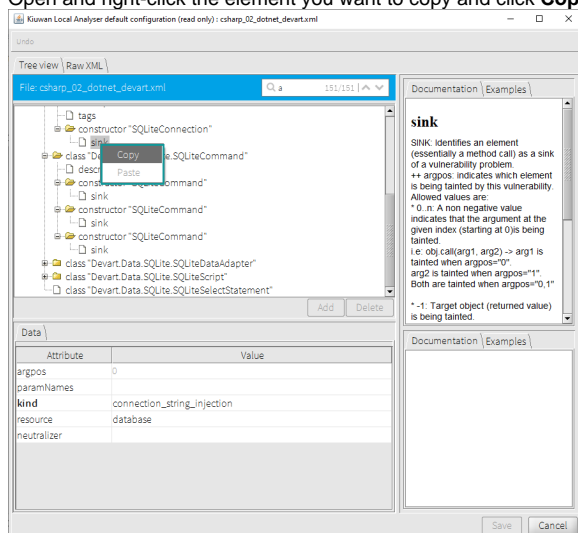 Open and right-click the element you want to copy and click Cop
Kiuwan Local Analyser default configuration (read only) : csharp_02_dotnet_devart.xml
Undo
Tree view Raw XML
File: csharp_02_dotnet_devart.xml a 151/151
tags
constructor "SQLiteConnection"
sink
class "De e.SQLiteCommand"
descr
constr ommand"
sink
constructor "SQLiteCommand"
sink
class "Devart.Data.SQLite.SQLiteDataAdapter"
class "Devart.Data.SQLite.SQLiteScript"
class "Devart.Data.SQLite.SQLiteSelectStatement"
Copy
Paste
Add Delete
Data
Attribute Value
argpos 0
paramNames
kind connection_string_injection
resource database
neutralizer
Documentation Examples
sink
SINK: Identifies an element
(essentially a method call) as a sink
of a vulnerability problem.
++ argpos: indicates which element
is being tainted by this vulnerability.
Allowed values are:
* 0..n: A non negative value
indicates that the argument at the
given index (starting at 0)is being
tainted.
i.e: obj.call(arg1, arg2) -> arg1 is
tainted when argpos="0".
arg2 is tainted when argpos="1".
Both are tainted when argpos="0,1"
* -1: Target object (returned value)
is being tainted.
Documentation Examples
Save Cancel